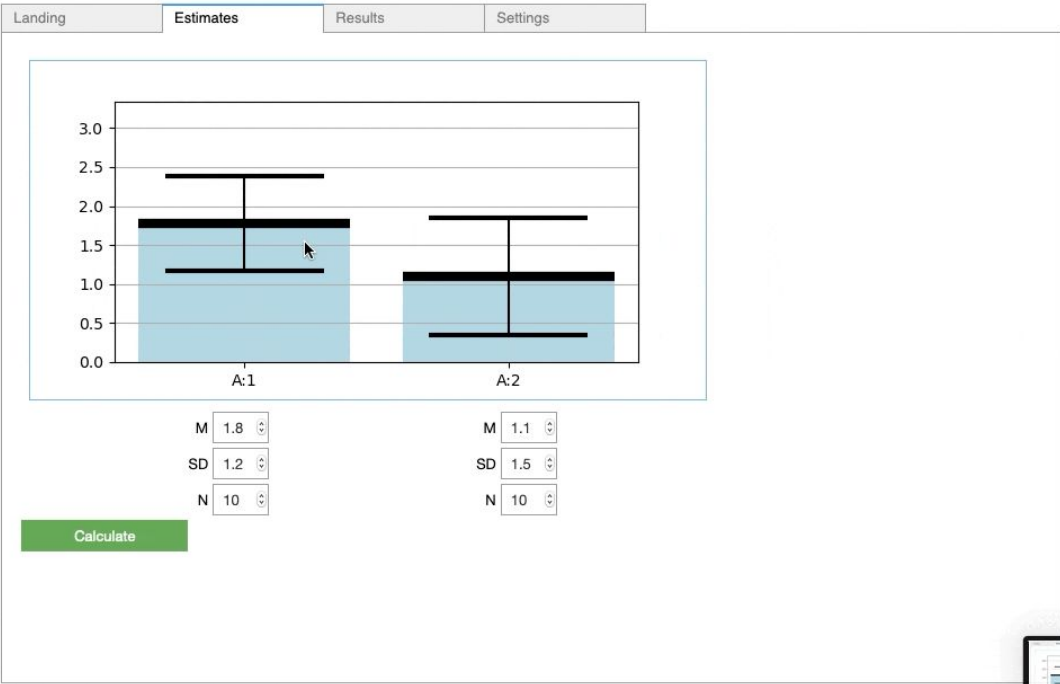 Landing Estimates Results Settings
3.0
2.5
2.0
1.5
1.0
0.5
0.0
A:1 A:2
M 1.8 M 1.1
SD 1.2 SD 1.5
N 10 N 10
Calculate